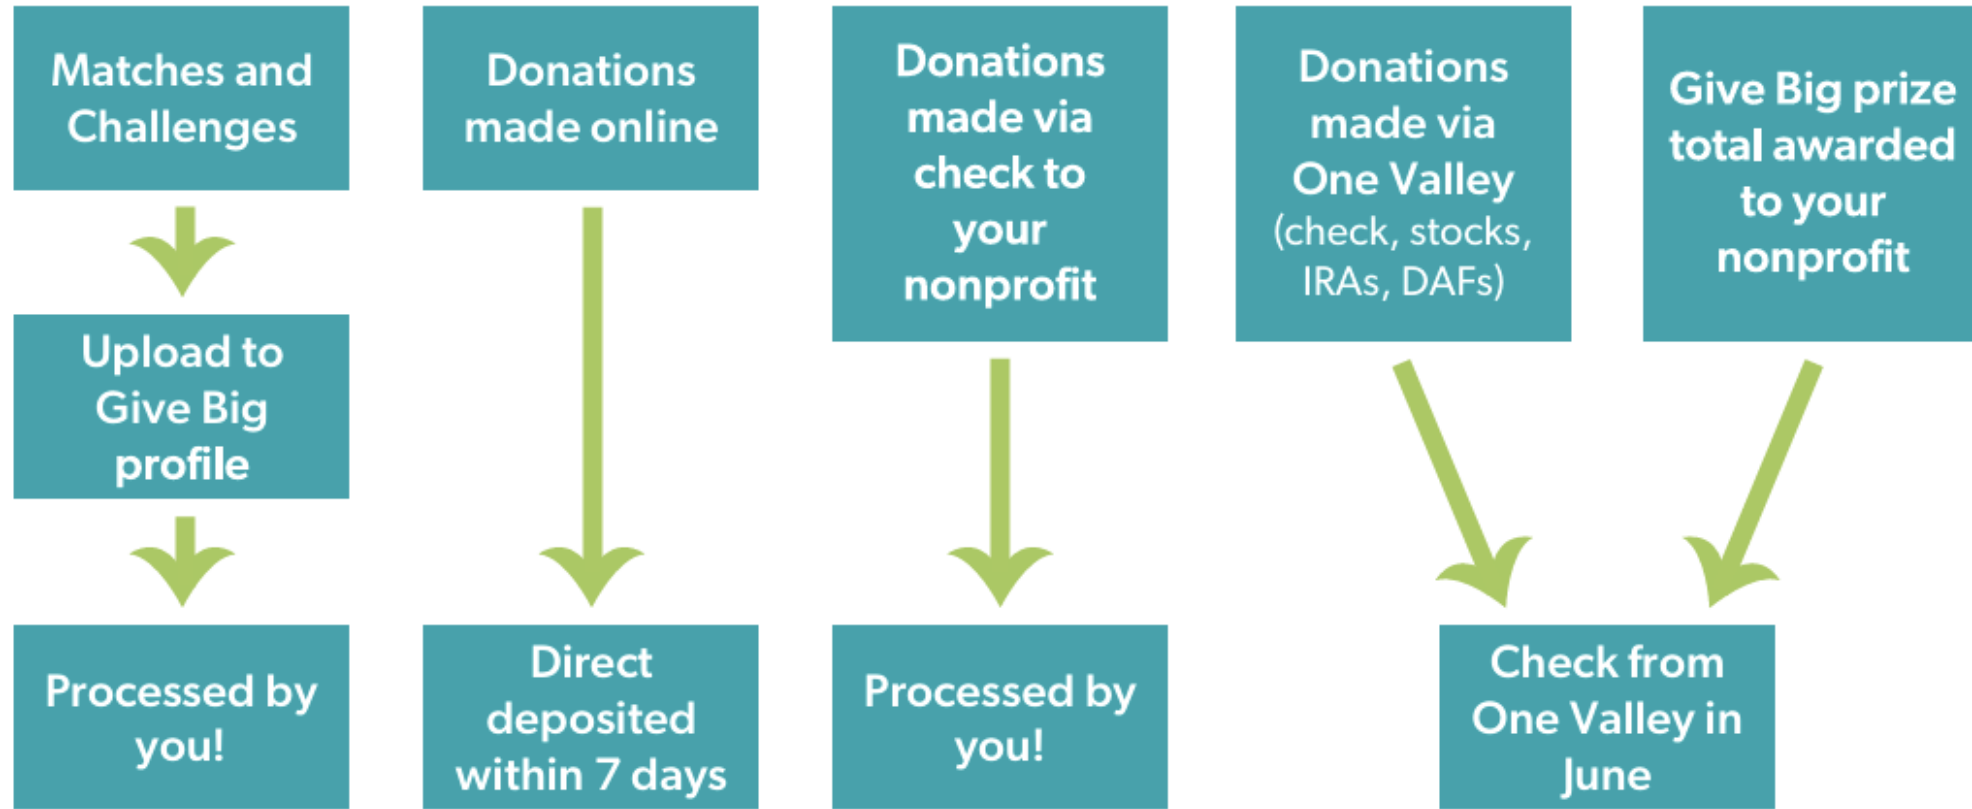 Matches and
Challenges
Donations
made online
Donations
made via
check to
your
nonprofit
Donations
made via
One Valley
(check, stocks,
IRAs, DAFs)
Give Big prize
total awarded
to your
nonprofit
Upload to
Give Big
profile
Processed by
you!
Direct
deposited
within 7 days
Processed by
you!
Check from
One Valley in
June